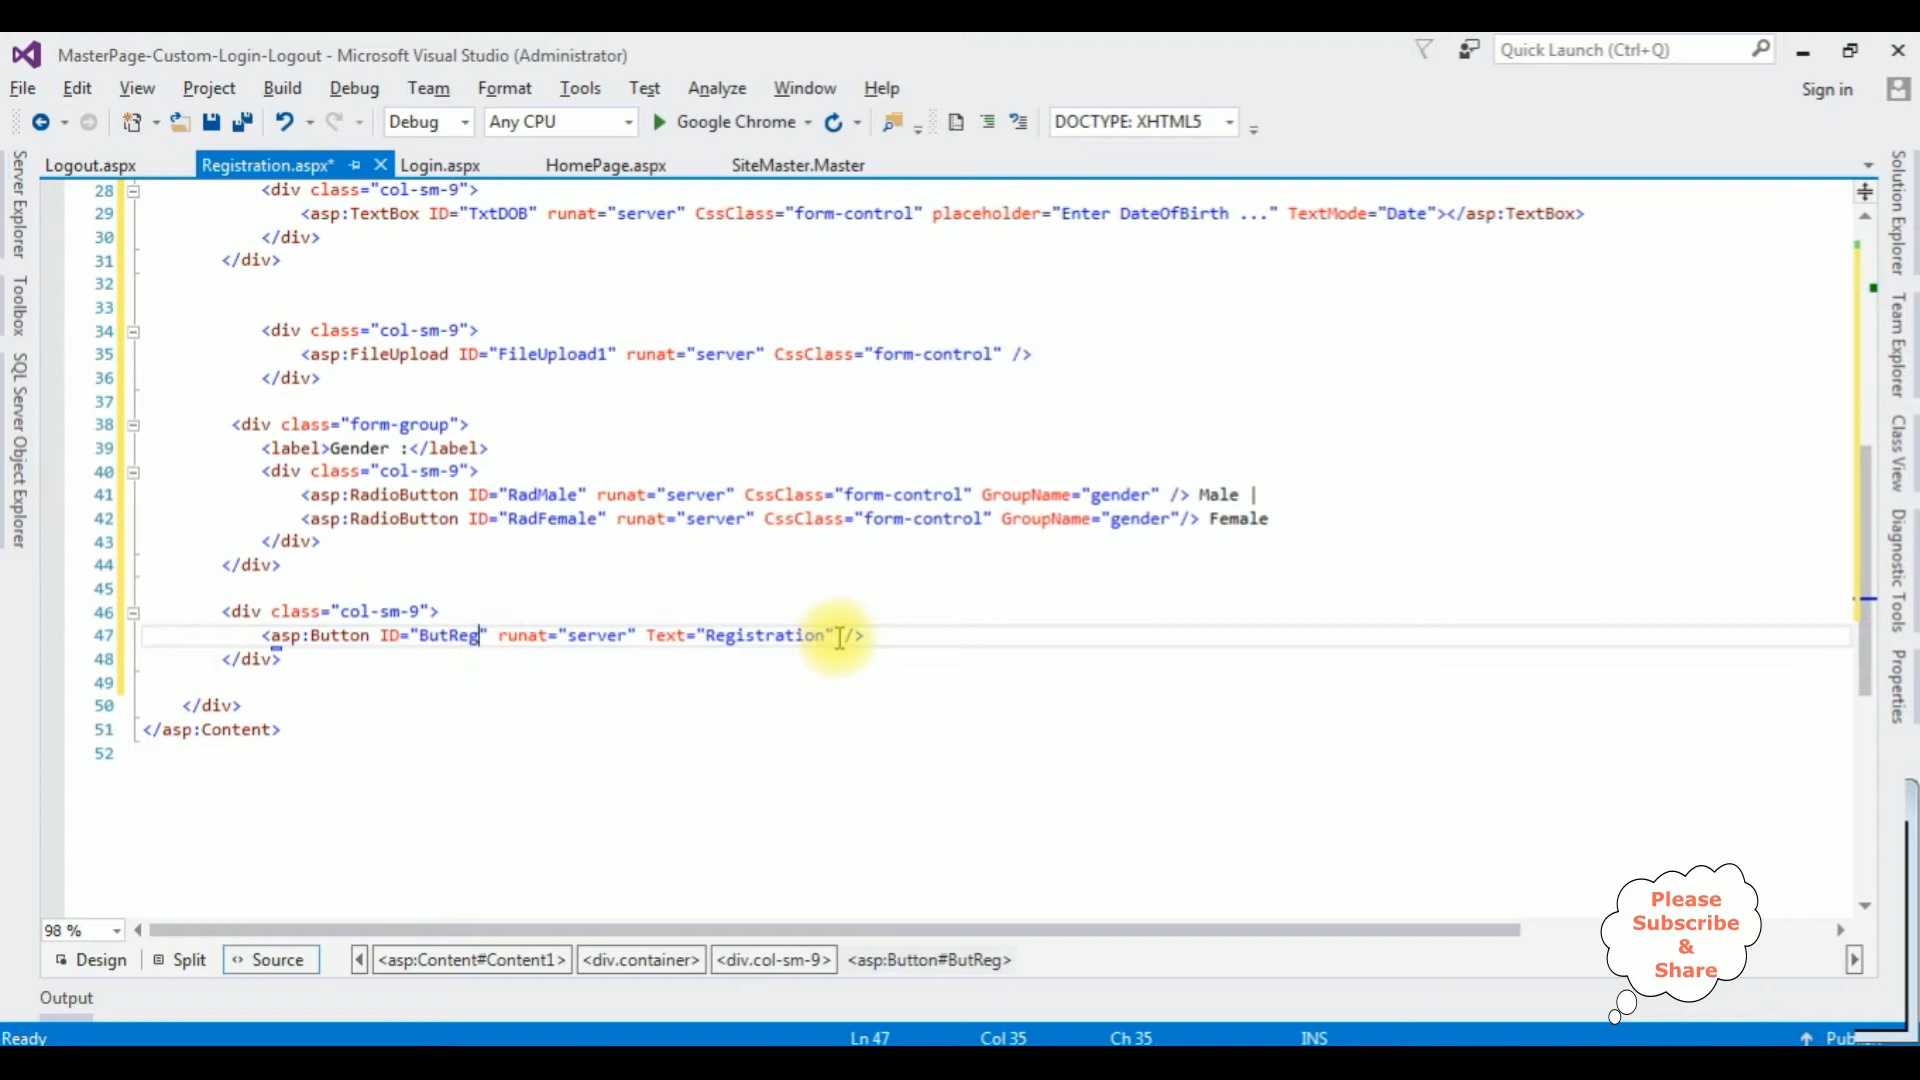 MasterPage-Custom-Login-Logout - Microsoft Visual Studio (Administrator)
Quick Launch (Ctrl+Q)
File Edit View Project Build Debug Team Format Tools Test Analyze Window Help
Sign in
Debug Any CPU Google Chrome DOCTYPE: XHTML5
Logout.aspx Registration.aspx* Login.aspx HomePage.aspx SiteMaster.Master
Server Explorer
Toolbox
SQL Server Object Explorer
28 <div class="col-sm-9">
29 <asp:TextBox ID="TxtDOB" runat="server" CssClass="form-control" placeholder="Enter DateOfBirth ..." TextMode="Date"></asp:TextBox>
30 </div>
31 </div>
32
33
34 <div class="col-sm-9">
35 <asp:FileUpload ID="FileUpload1" runat="server" CssClass="form-control" />
36 </div>
37
38 <div class="form-group">
39 <label>Gender :</label>
40 <div class="col-sm-9">
41 <asp:RadioButton ID="RadMale" runat="server" CssClass="form-control" GroupName="gender" /> Male |
42 <asp:RadioButton ID="RadFemale" runat="server" CssClass="form-control" GroupName="gender"/> Female
43 </div>
44 </div>
45
46 <div class="col-sm-9">
47 <asp:Button ID="ButReg" runat="server" Text="Registration" />
48 </div>
49
50 </div>
51 </asp:Content>
52
Solution Explorer
Team Explorer
Class View
Diagnostic Tools
Properties
98 %
Design Split Source <asp:Content#Content1> <div.container> <div.col-sm-9> <asp:Button#ButReg>
Output
Ready Ln 47 Col 35 Ch 35 INS
Please
Subscribe
&
Share